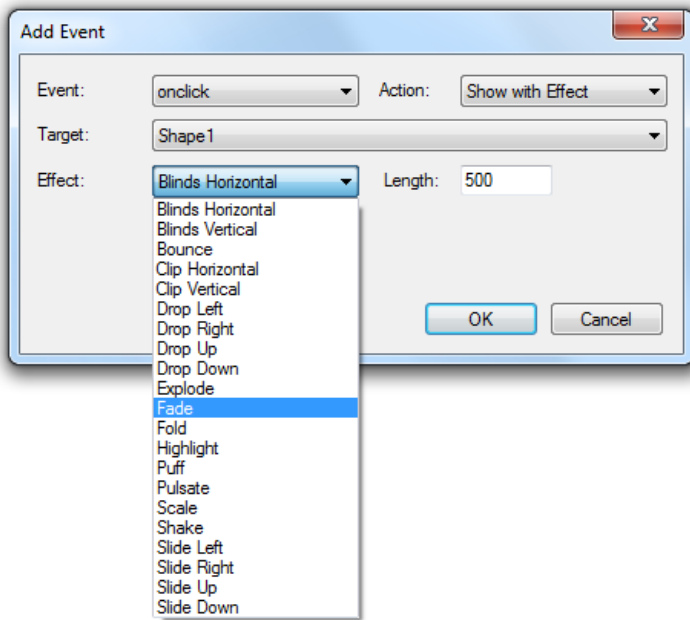 Add Event
Event: onclick Action: Show with Effect
Target: Shape1
Effect: Blinds Horizontal Length: 500
Blinds Horizontal
Blinds Vertical
Bounce
Clip Horizontal
Clip Vertical
Drop Left
Drop Right
Drop Up
Drop Down
Explode
Fade
Fold
Highlight
Puff
Pulsate
Scale
Shake
Slide Left
Slide Right
Slide Up
Slide Down
OK Cancel